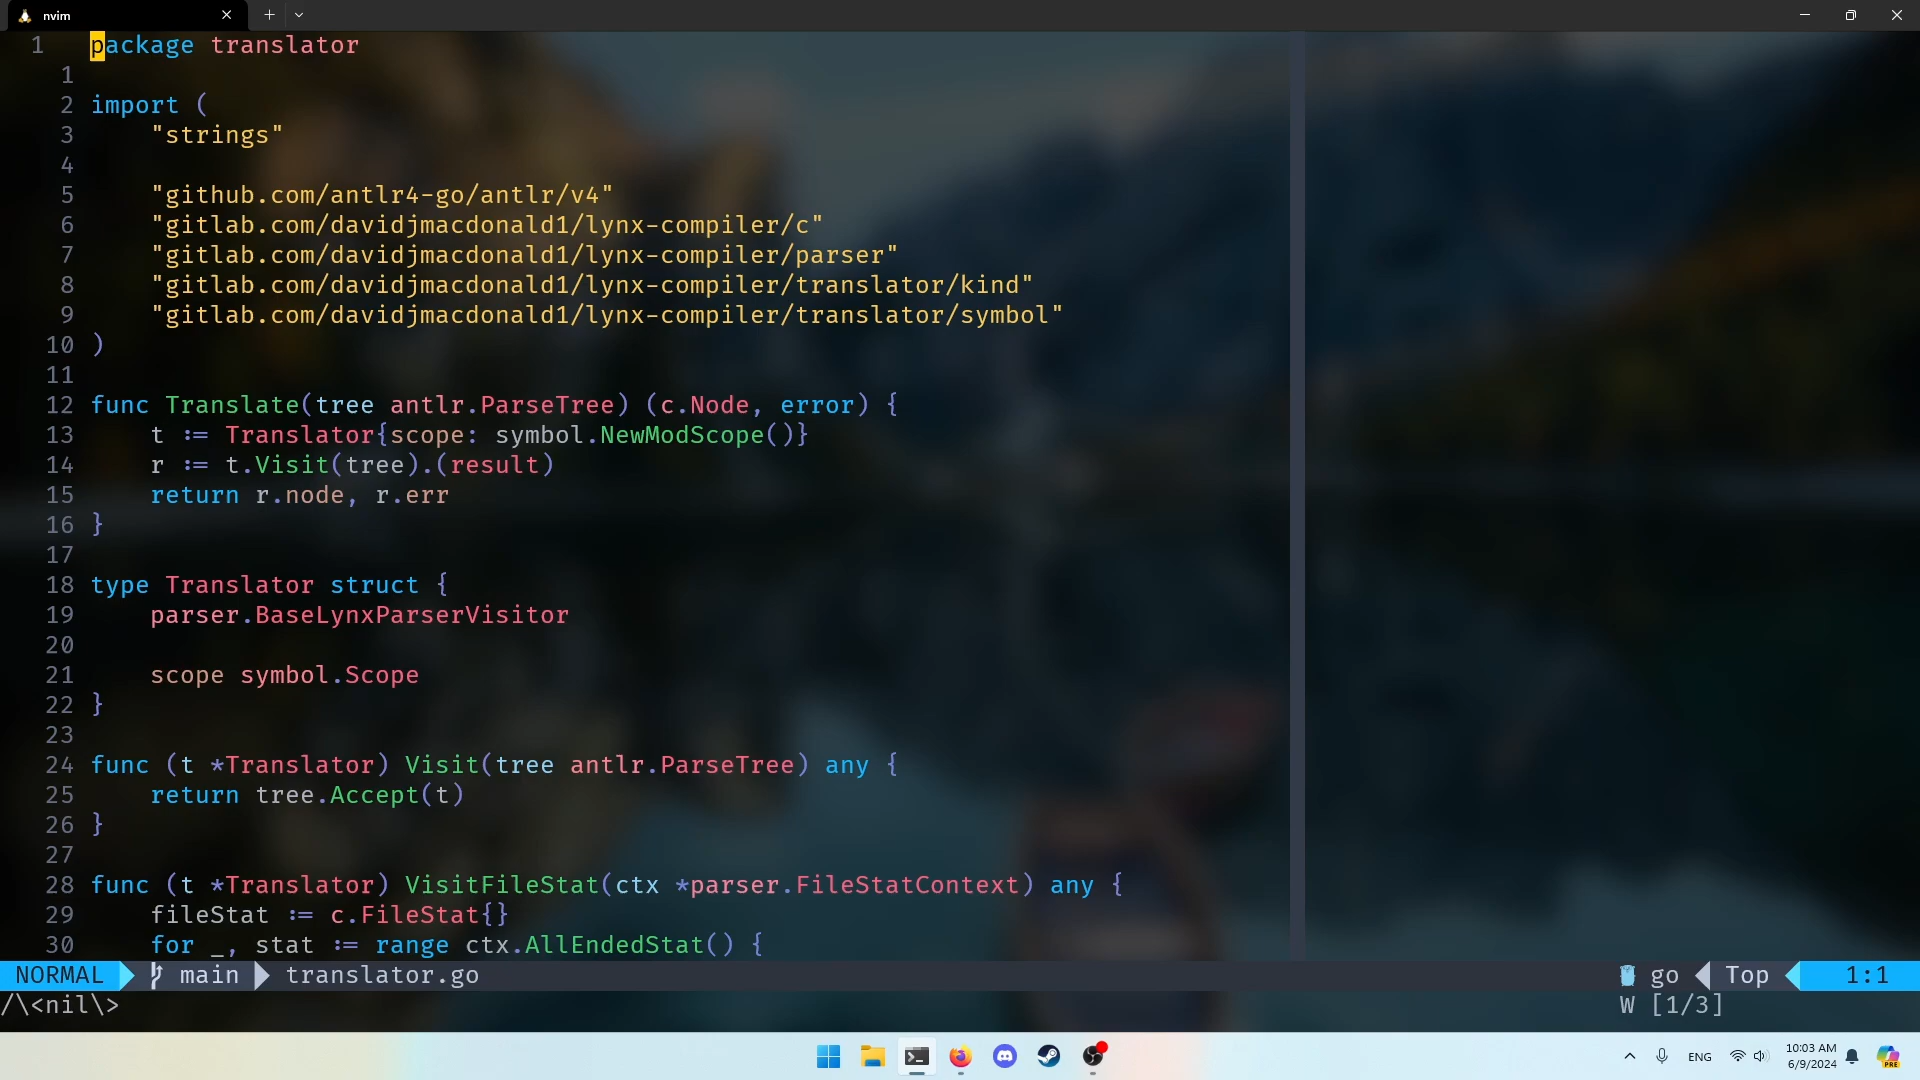 nvim
1 package translator
1
2 import (
3 "strings"
4
5 "github.com/antlr4-go/antlr/v4"
6 "gitlab.com/davidjmacdonald1/lynx-compiler/c"
7 "gitlab.com/davidjmacdonald1/lynx-compiler/parser"
8 "gitlab.com/davidjmacdonald1/lynx-compiler/translator/kind"
9 "gitlab.com/davidjmacdonald1/lynx-compiler/translator/symbol"
10 )
11
12 func Translate(tree antlr.ParseTree) (c.Node, error) {
13 t := Translator{scope: symbol.NewModScope()}
14 r := t.Visit(tree).(result)
15 return r.node, r.err
16 }
17
18 type Translator struct {
19 parser.BaseLynxParserVisitor
20
21 scope symbol.Scope
22 }
23
24 func (t *Translator) Visit(tree antlr.ParseTree) any {
25 return tree.Accept(t)
26 }
27
28 func (t *Translator) VisitFileStat(ctx *parser.FileStatContext) any {
29 fileStat := c.FileStat{}
30 for _, stat := range ctx.AllEndedStat() {
NORMAL main translator.go go Top 1:1
/\<nil\> W [1/3]
ENG 10:03 AM
6/9/2024
PRE